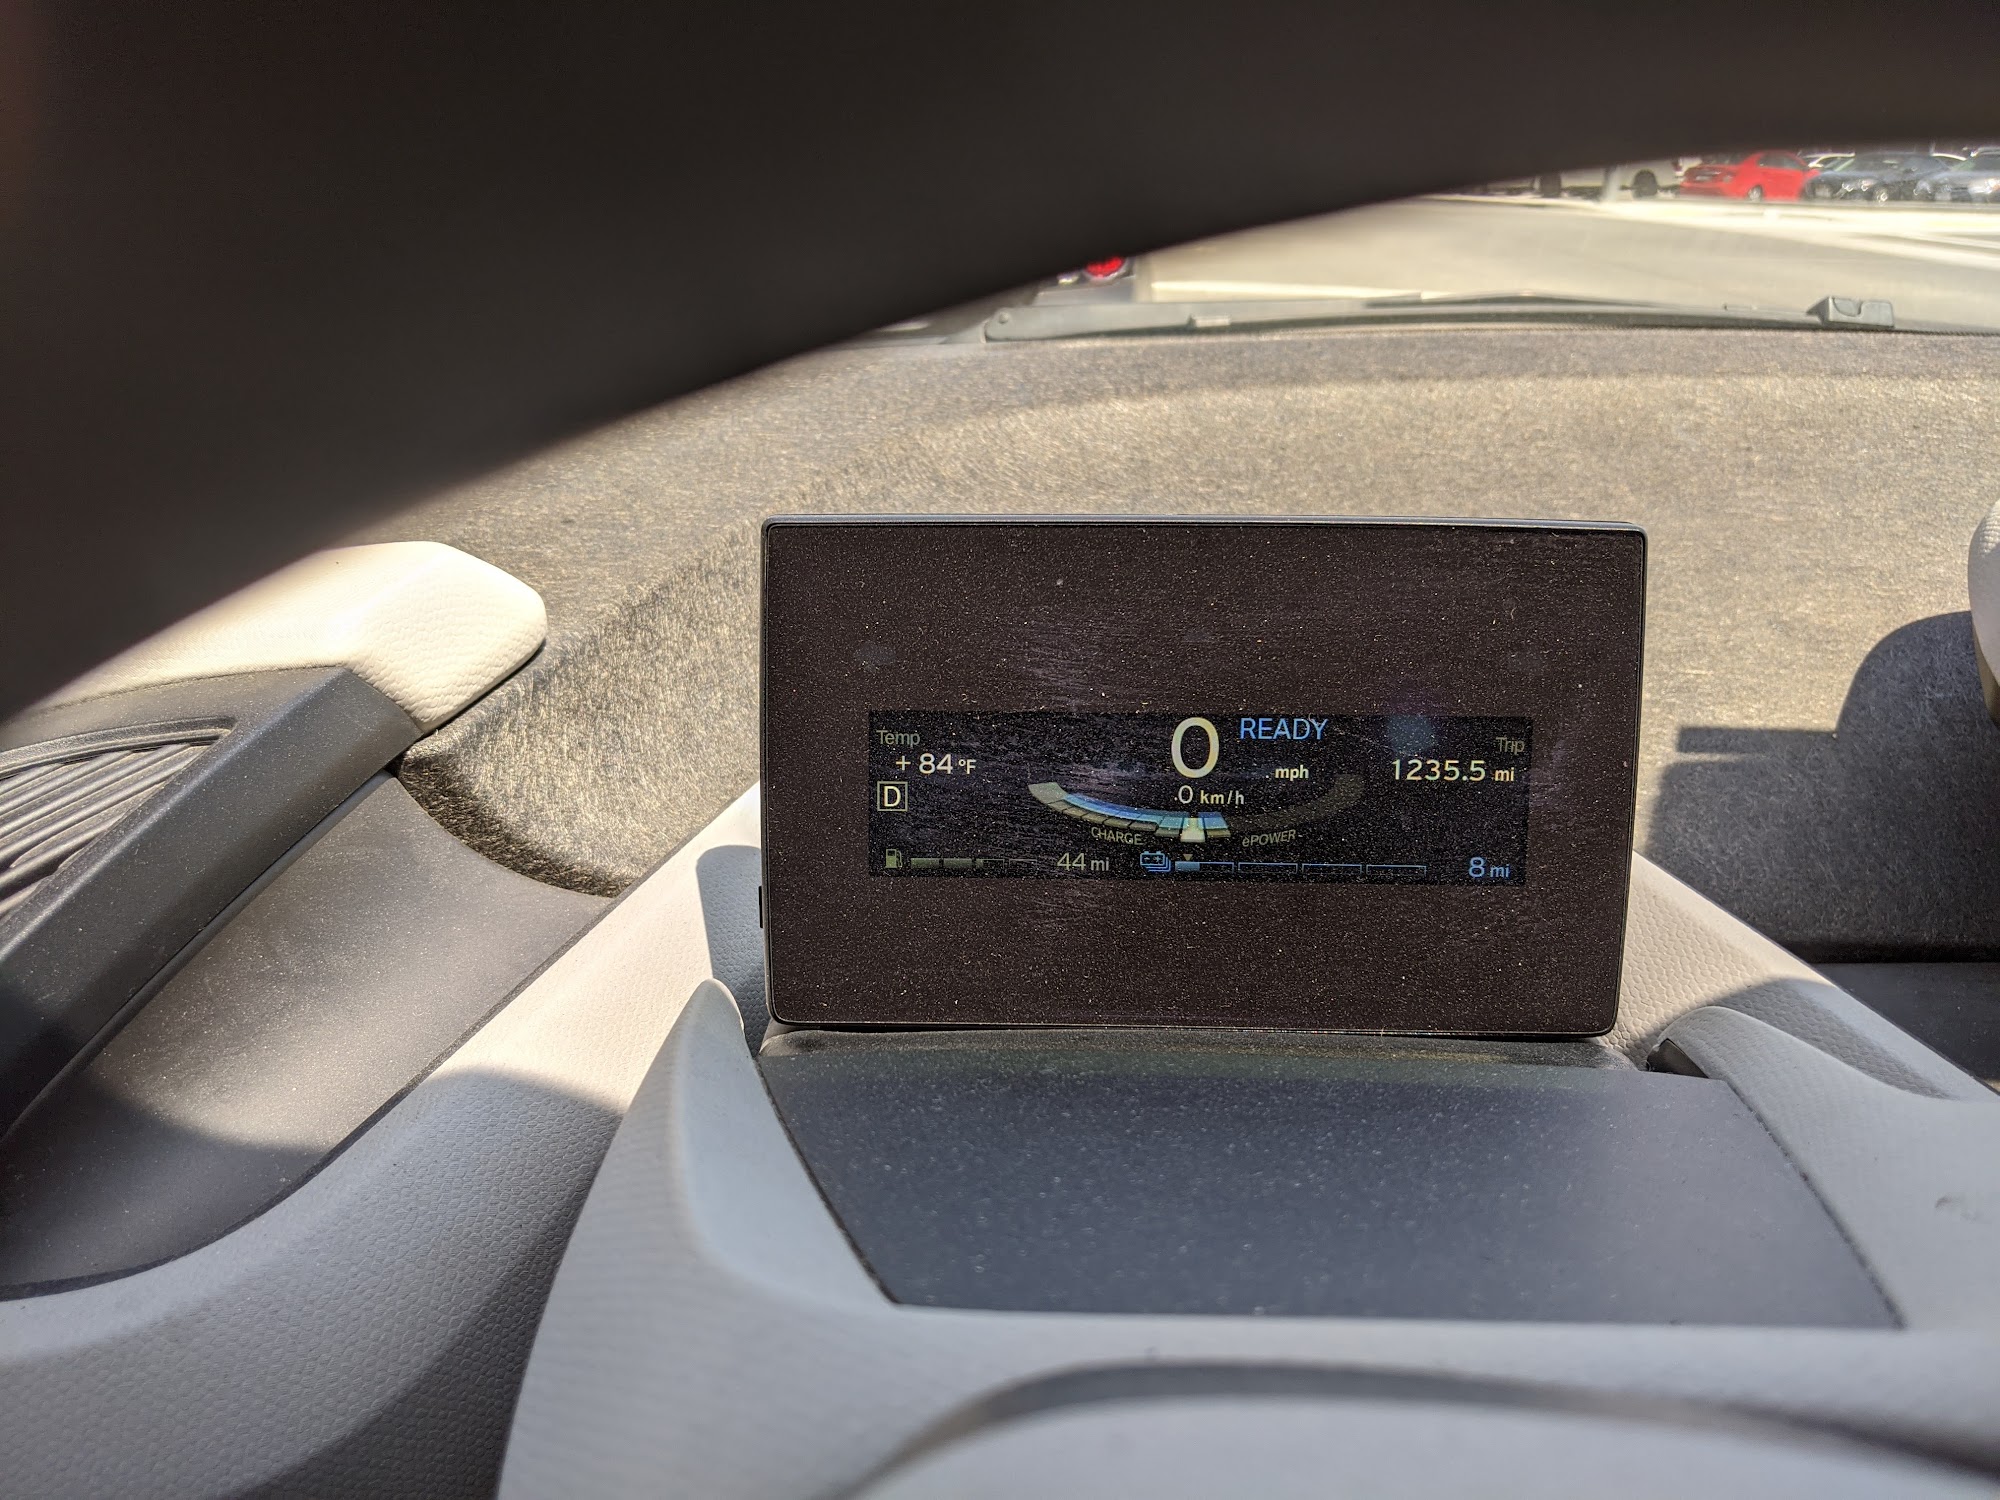 Temp
+ 84 °F
D
0 READY
mph
0 km/h
Trip
1235.5 mi
CHARGE
ePOWER
44 mi
8 mi